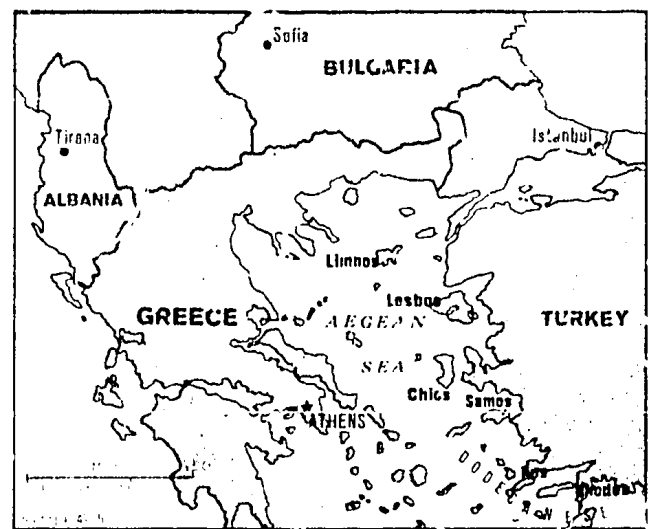 Sofia
BULGARIA
Tirana
Istanbul
ALBANIA
Limnos
Lesbos
GREECE
AEGEAN
TURKEY
SEA
Chios
Samos
ATHENS